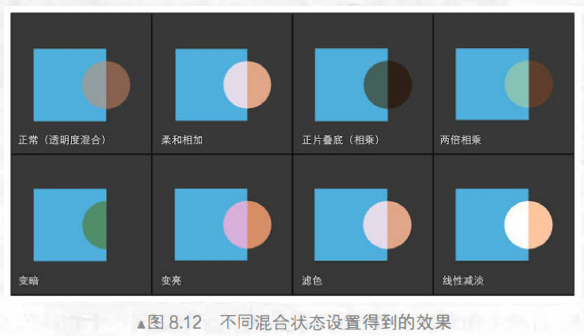 正常（透明度混合）
柔和相加
正片叠底（相乘）
两倍相乘
变暗
变亮
滤色
线性减淡
▲图 8.12 不同混合状态设置得到的效果